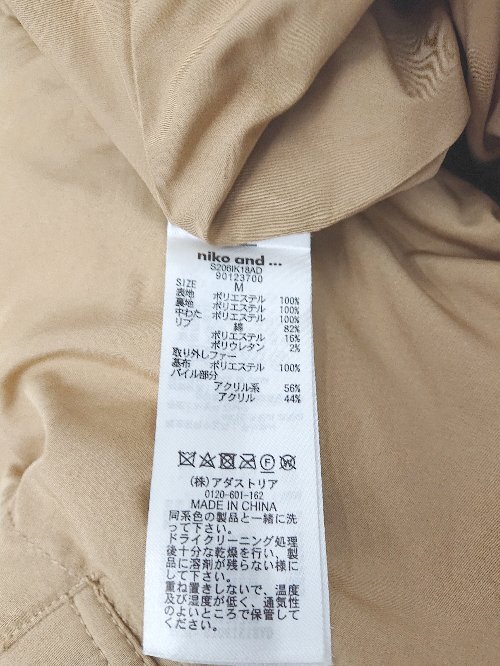 niko and ...
S206IK18AD
90123700
SIZE M
表地 ポリエステル 100%
裏地 ポリエステル 100%
中わた ポリエステル 100%
リブ 綿 82%
ポリエステル 16%
ポリウレタン 2%
取り外しファー
基布 ポリエステル 100%
パイル部分
アクリル系 56%
アクリル 44%
(株)アダストリア
0120-601-162
MADE IN CHINA
同系色の製品と一緒に洗
って下さい。
ドライクリーニング処理
後十分な乾燥を行い、製
品に溶剤が残らない様に
して下さい。
重ね置きしないで、温度
及び湿度が低く、通気性
のよいところで保管して
ください。